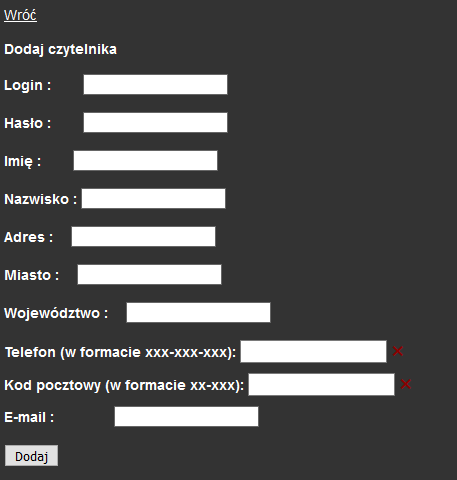 Wróć
Dodaj czytelnika
Login :
Hasło :
Imię :
Nazwisko :
Adres :
Miasto :
Województwo :
Telefon (w formacie xxx-xxx-xxx): ✕
Kod pocztowy (w formacie xx-xxx): ✕
E-mail :
Dodaj